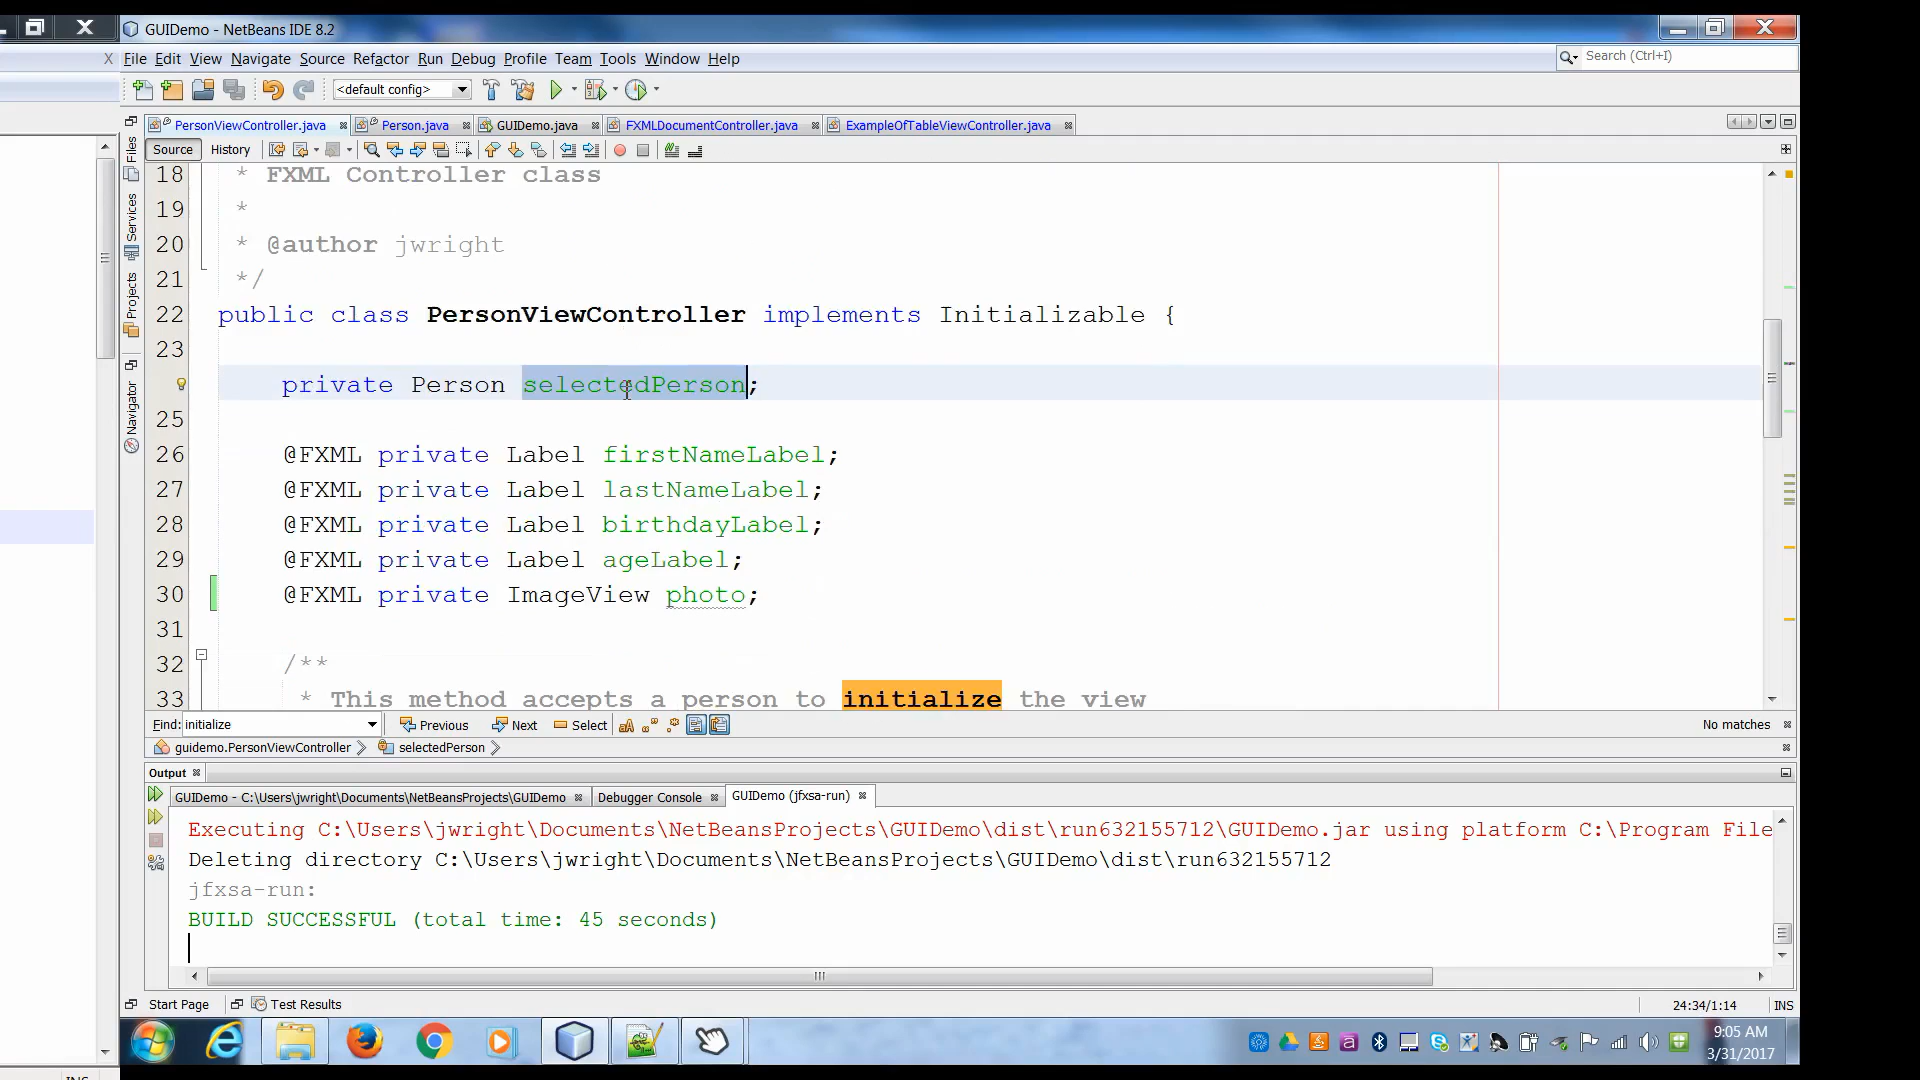 GUIDemo - NetBeans IDE 8.2
File Edit View Navigate Source Refactor Run Debug Profile Team Tools Window Help
Search (Ctrl+I)
<default config>
PersonViewController.java Person.java GUIDemo.java FXMLDocumentController.java ExampleOfTableViewController.java
Source History
Files
Services
Projects
Navigator
18 * FXML Controller class
19 *
20 * @author jwright
21 */
22 public class PersonViewController implements Initializable {
23
private Person selectedPerson;
25
26 @FXML private Label firstNameLabel;
27 @FXML private Label lastNameLabel;
28 @FXML private Label birthdayLabel;
29 @FXML private Label ageLabel;
30 @FXML private ImageView photo;
31
32 /**
33 * This method accepts a person to initialize the view
Find: initialize Previous Next Select No matches
guidemo.PersonViewController selectedPerson
Output
GUIDemo - C:\Users\jwright\Documents\NetBeansProjects\GUIDemo Debugger Console GUIDemo (jfxsa-run)
Executing C:\Users\jwright\Documents\NetBeansProjects\GUIDemo\dist\run632155712\GUIDemo.jar using platform C:\Program File
Deleting directory C:\Users\jwright\Documents\NetBeansProjects\GUIDemo\dist\run632155712
jfxsa-run:
BUILD SUCCESSFUL (total time: 45 seconds)
Start Page Test Results 24:34/1:14 INS
9:05 AM
3/31/2017